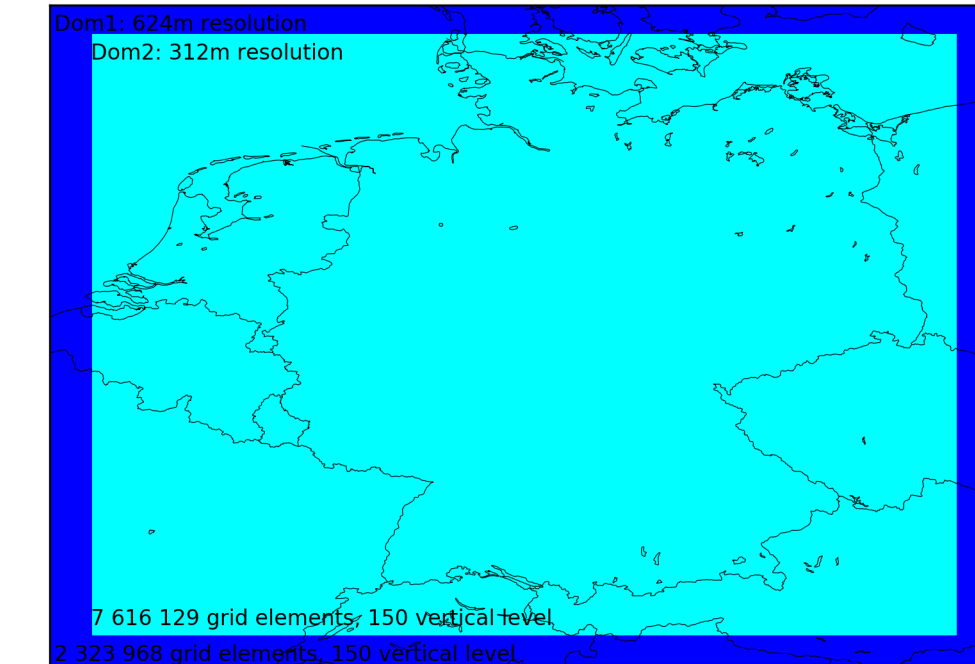 Dom1: 624m resolution
Dom2: 312m resolution
7 616 129 grid elements, 150 vertical level
2 323 968 grid elements, 150 vertical level